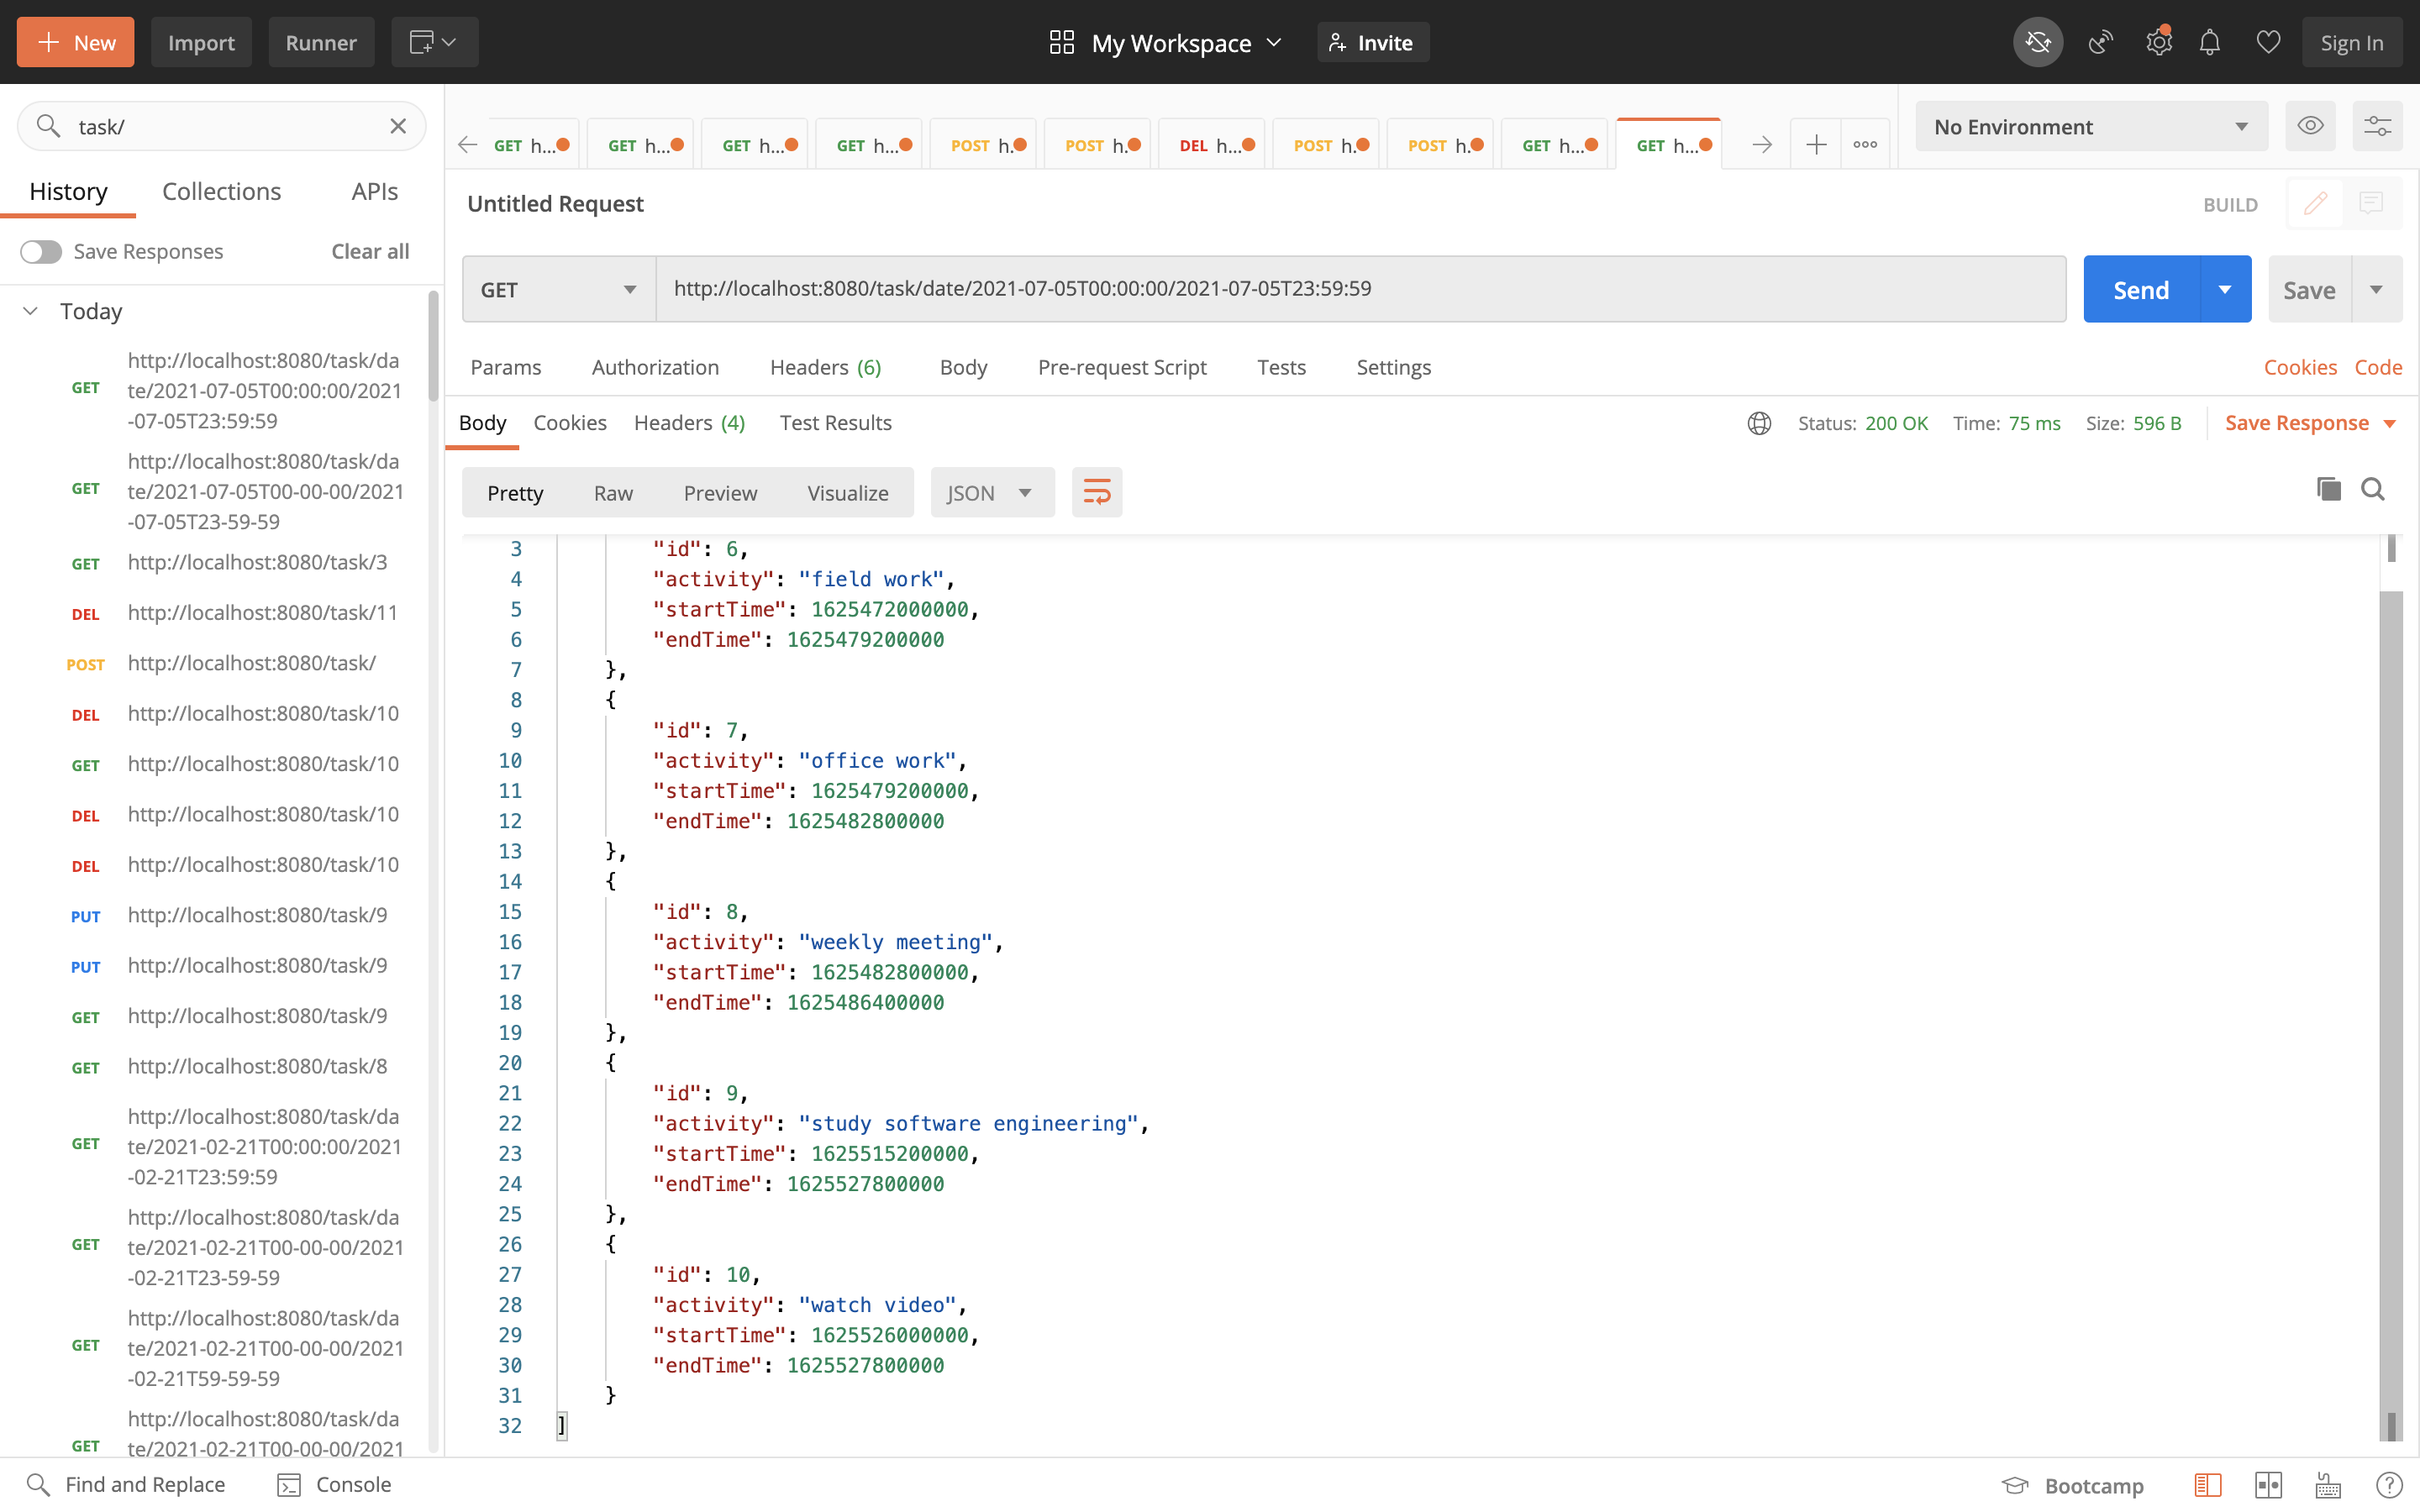 New
Import
Runner
My Workspace
Invite
Sign In
task/
History
Collections
APIs
Save Responses
Clear all
Today
GET http://localhost:8080/task/da
te/2021-07-05T00:00:00/2021
-07-05T23:59:59
GET http://localhost:8080/task/da
te/2021-07-05T00-00-00/2021
-07-05T23-59-59
GET http://localhost:8080/task/3
DEL http://localhost:8080/task/11
POST http://localhost:8080/task/
DEL http://localhost:8080/task/10
GET http://localhost:8080/task/10
DEL http://localhost:8080/task/10
DEL http://localhost:8080/task/10
PUT http://localhost:8080/task/9
PUT http://localhost:8080/task/9
GET http://localhost:8080/task/9
GET http://localhost:8080/task/8
GET http://localhost:8080/task/da
te/2021-02-21T00:00:00/2021
-02-21T23:59:59
GET http://localhost:8080/task/da
te/2021-02-21T00-00-00/2021
-02-21T23-59-59
GET http://localhost:8080/task/da
te/2021-02-21T00-00-00/2021
-02-21T59-59-59
GET http://localhost:8080/task/da
te/2021-02-21T00-00-00/2021
GET h...
GET h...
GET h...
GET h...
POST h.
POST h.
DEL h...
POST h.
POST h.
GET h...
GET h...
No Environment
Untitled Request
BUILD
GET
http://localhost:8080/task/date/2021-07-05T00:00:00/2021-07-05T23:59:59
Send
Save
Params
Authorization
Headers (6)
Body
Pre-request Script
Tests
Settings
Cookies
Code
Body
Cookies
Headers (4)
Test Results
Status: 200 OK
Time: 75 ms
Size: 596 B
Save Response
Pretty
Raw
Preview
Visualize
JSON
3 "id": 6,
4 "activity": "field work",
5 "startTime": 1625472000000,
6 "endTime": 1625479200000
7 },
8 {
9 "id": 7,
10 "activity": "office work",
11 "startTime": 1625479200000,
12 "endTime": 1625482800000
13 },
14 {
15 "id": 8,
16 "activity": "weekly meeting",
17 "startTime": 1625482800000,
18 "endTime": 1625486400000
19 },
20 {
21 "id": 9,
22 "activity": "study software engineering",
23 "startTime": 1625515200000,
24 "endTime": 1625527800000
25 },
26 {
27 "id": 10,
28 "activity": "watch video",
29 "startTime": 1625526000000,
30 "endTime": 1625527800000
31 }
32 ]
Find and Replace
Console
Bootcamp